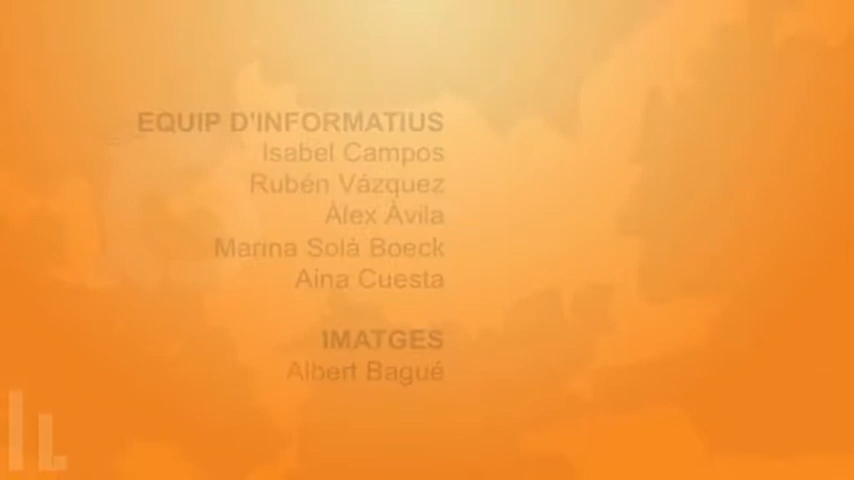 EQUIP D'INFORMATIUS
Isabel Campos
Rubén Vázquez
Àlex Àvila
Marina Solà Boeck
Aina Cuesta
IMATGES
Albert Bagué